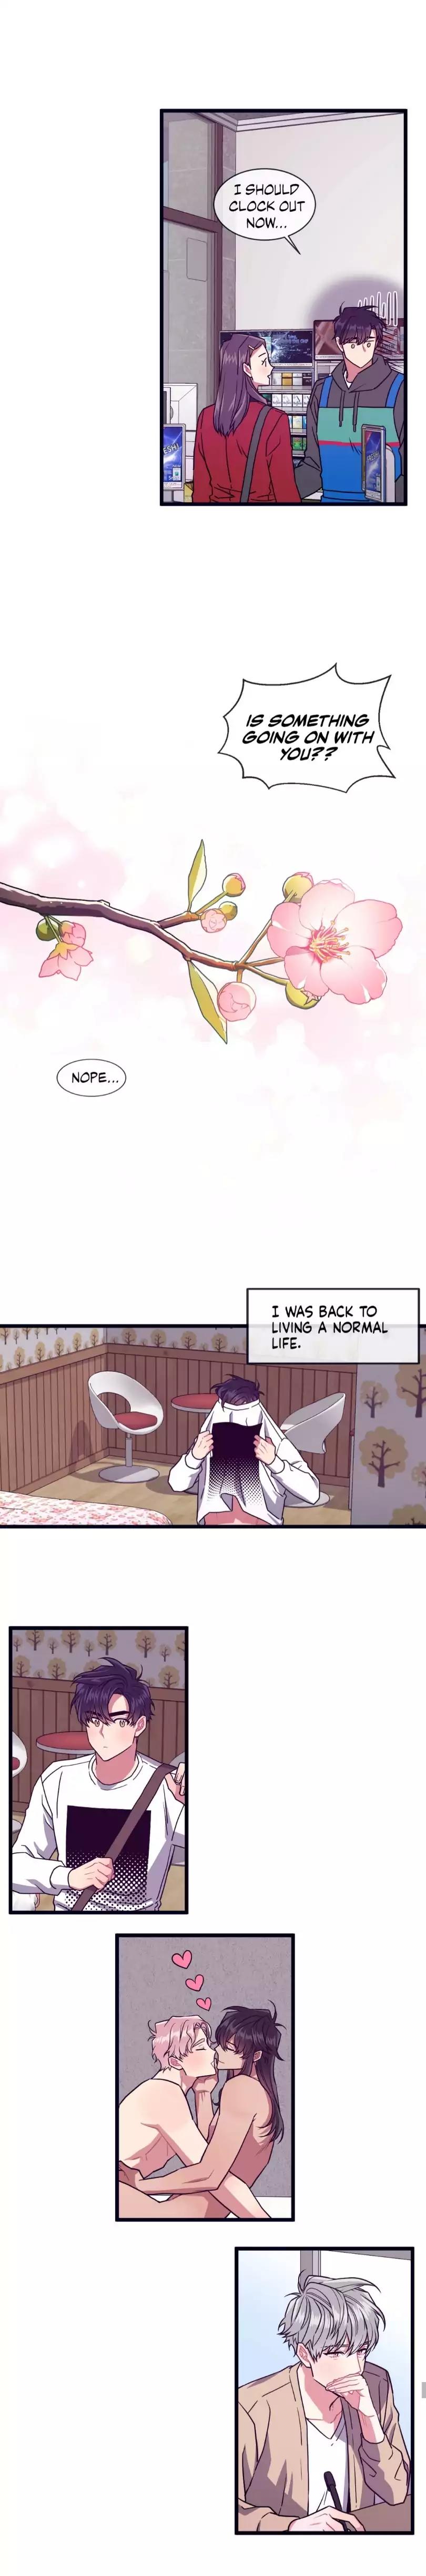 I SHOULD
CLOCK OUT
NOW...
IS SOMETHING
GOING ON WITH
YOU??
NOPE...
I WAS BACK TO
LIVING A NORMAL
LIFE.